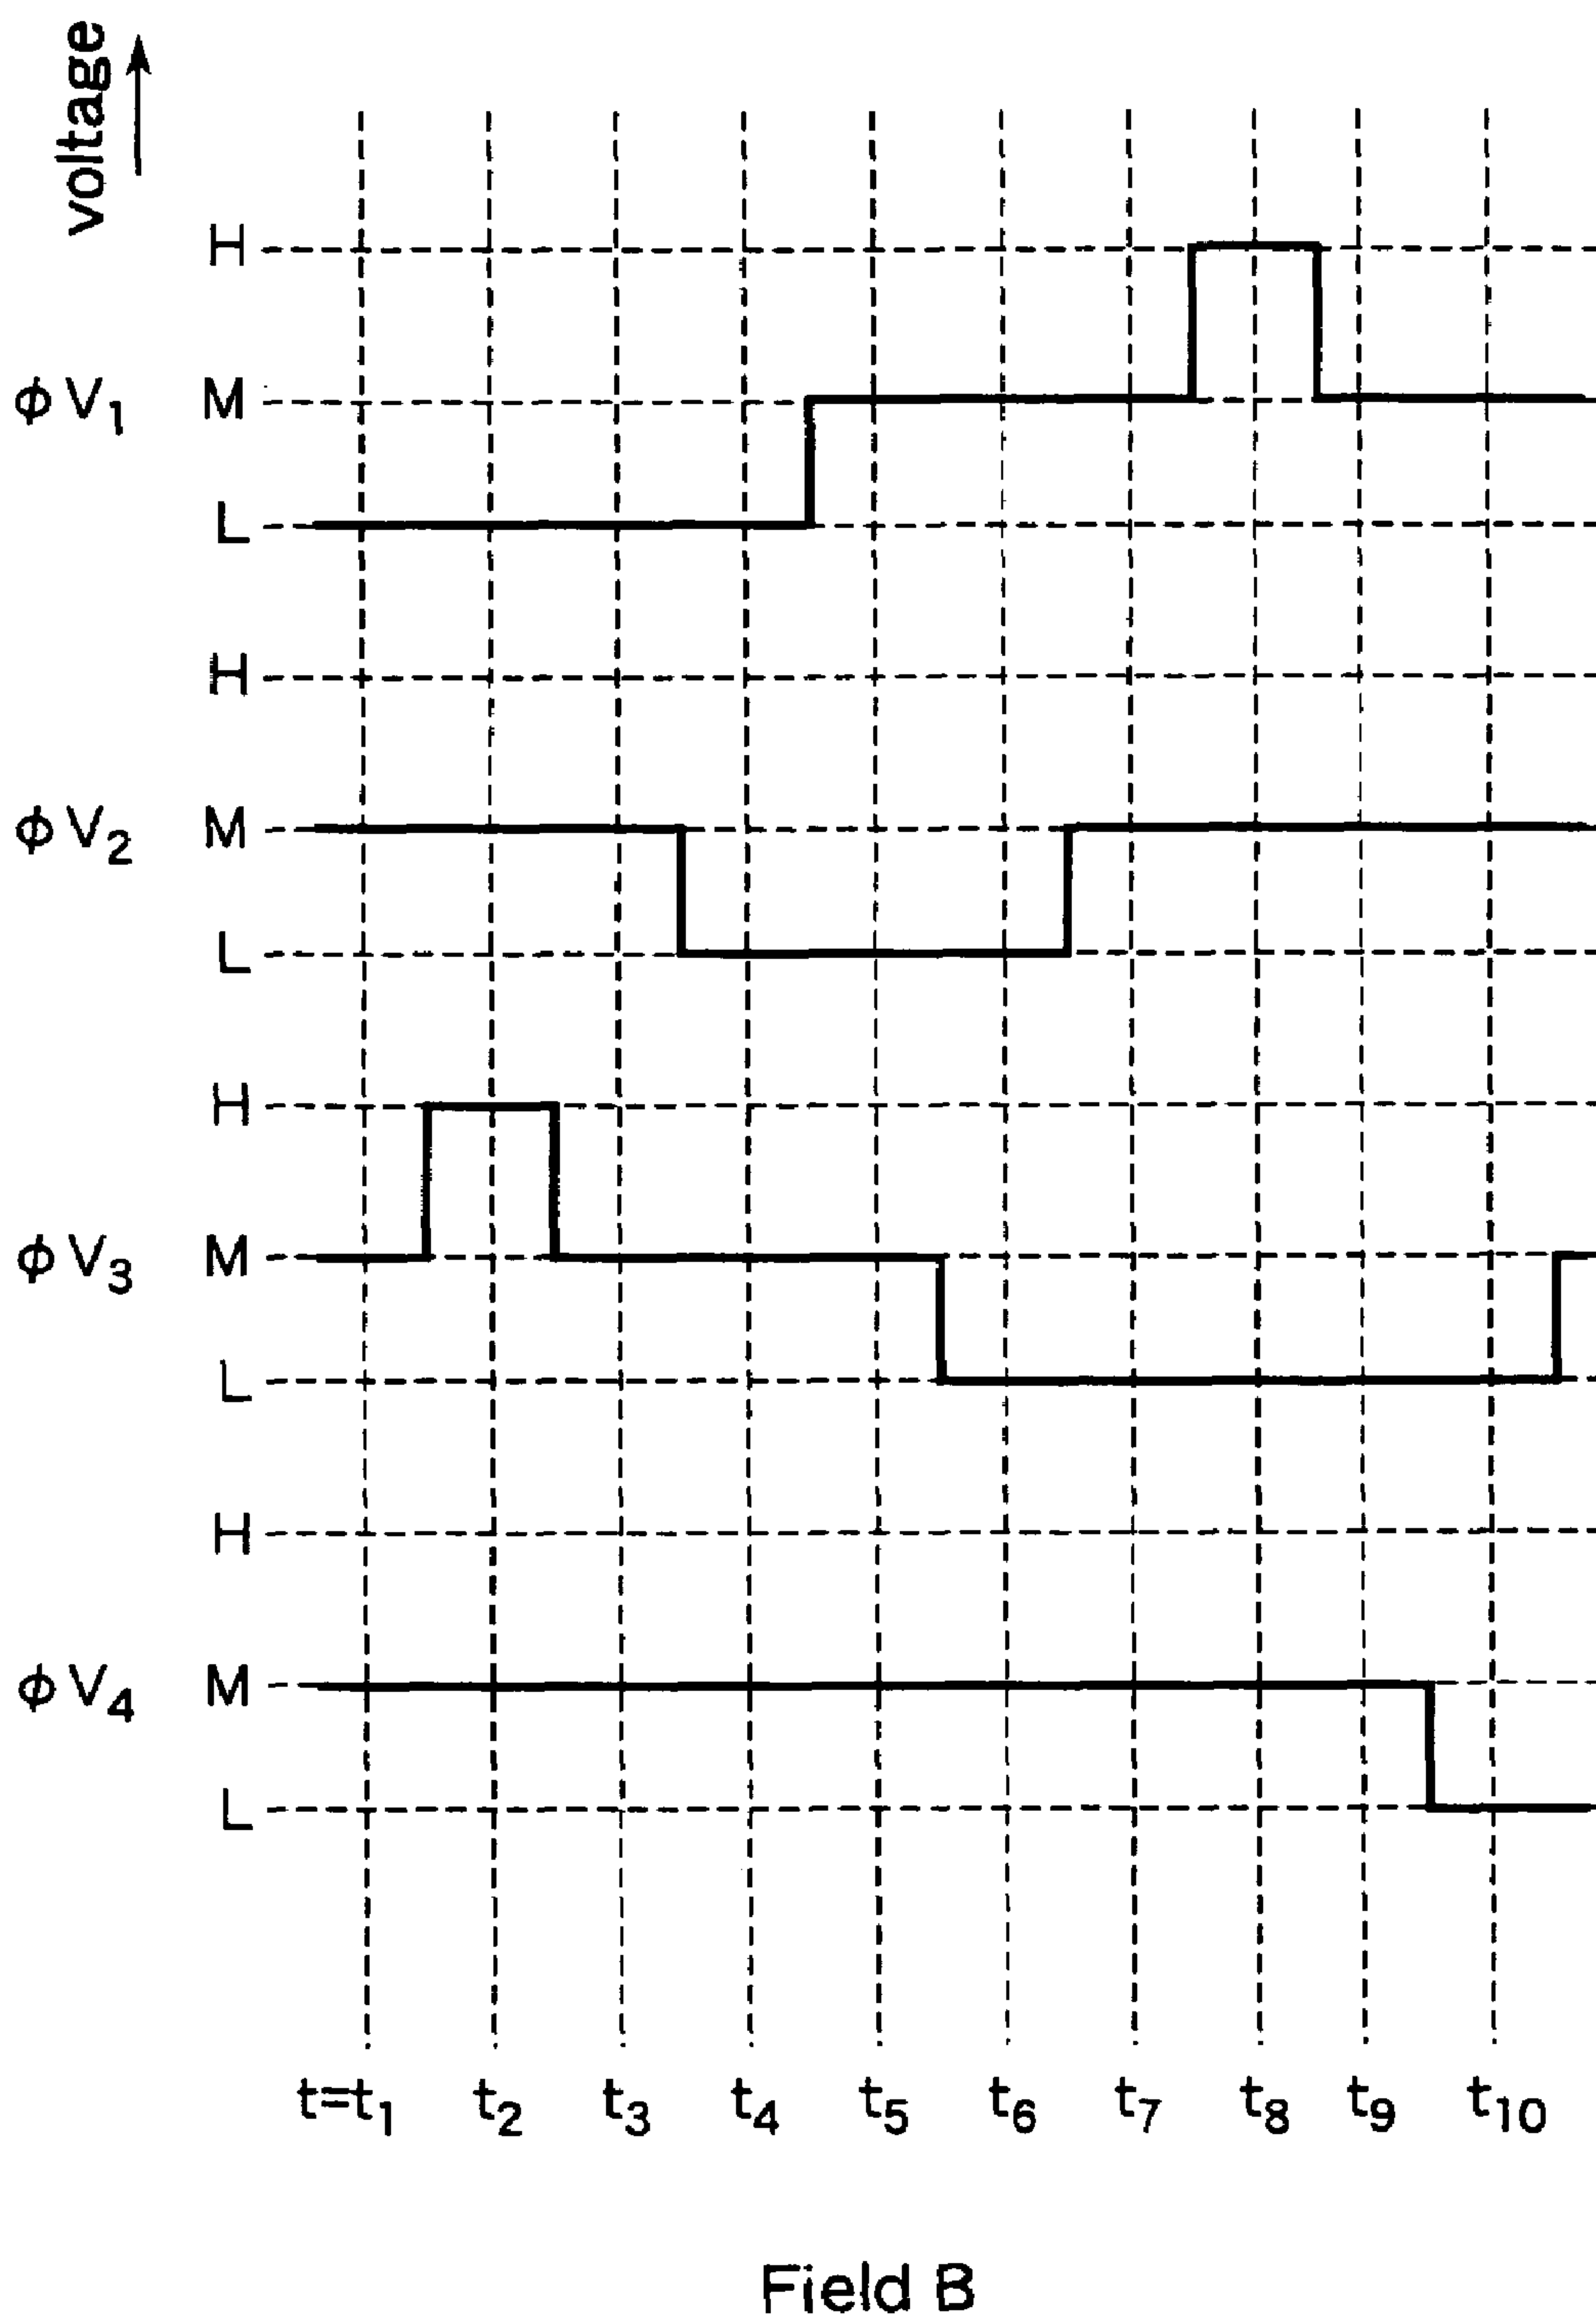 voltage
H
ϕV₁ M
L
H
ϕV₂ M
L
H
ϕV₃ M
L
H
ϕV₄ M
L
t=t₁ t₂ t₃ t₄ t₅ t₆ t₇ t₈ t₉ t₁₀
Field B